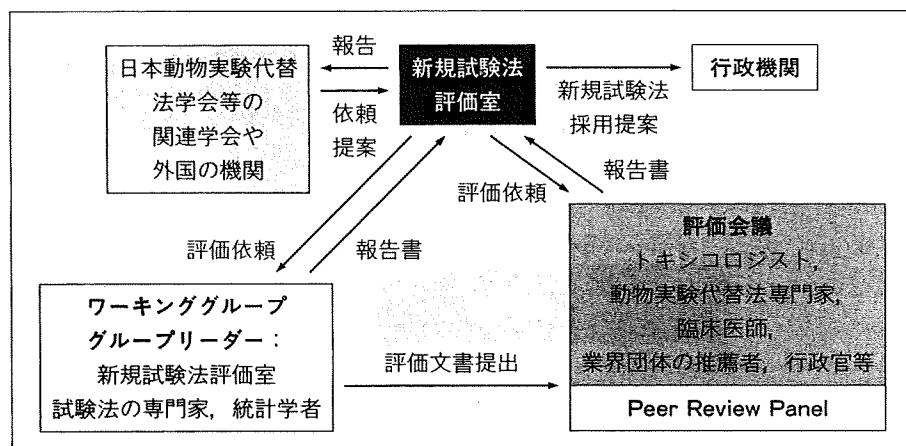 日本動物実験代替
法学会等の
関連学会や
外国の機関
報告
依頼
提案
新規試験法
評価室
新規試験法
採用提案
行政機関
評価依頼
報告書
評価依頼
報告書
ワーキンググループ
グループリーダー：
新規試験法評価室
試験法の専門家，統計学者
評価文書提出
評価会議
トキシコロジスト，
動物実験代替法専門家，
臨床医師，
業界団体の推薦者，行政官等
Peer Review Panel